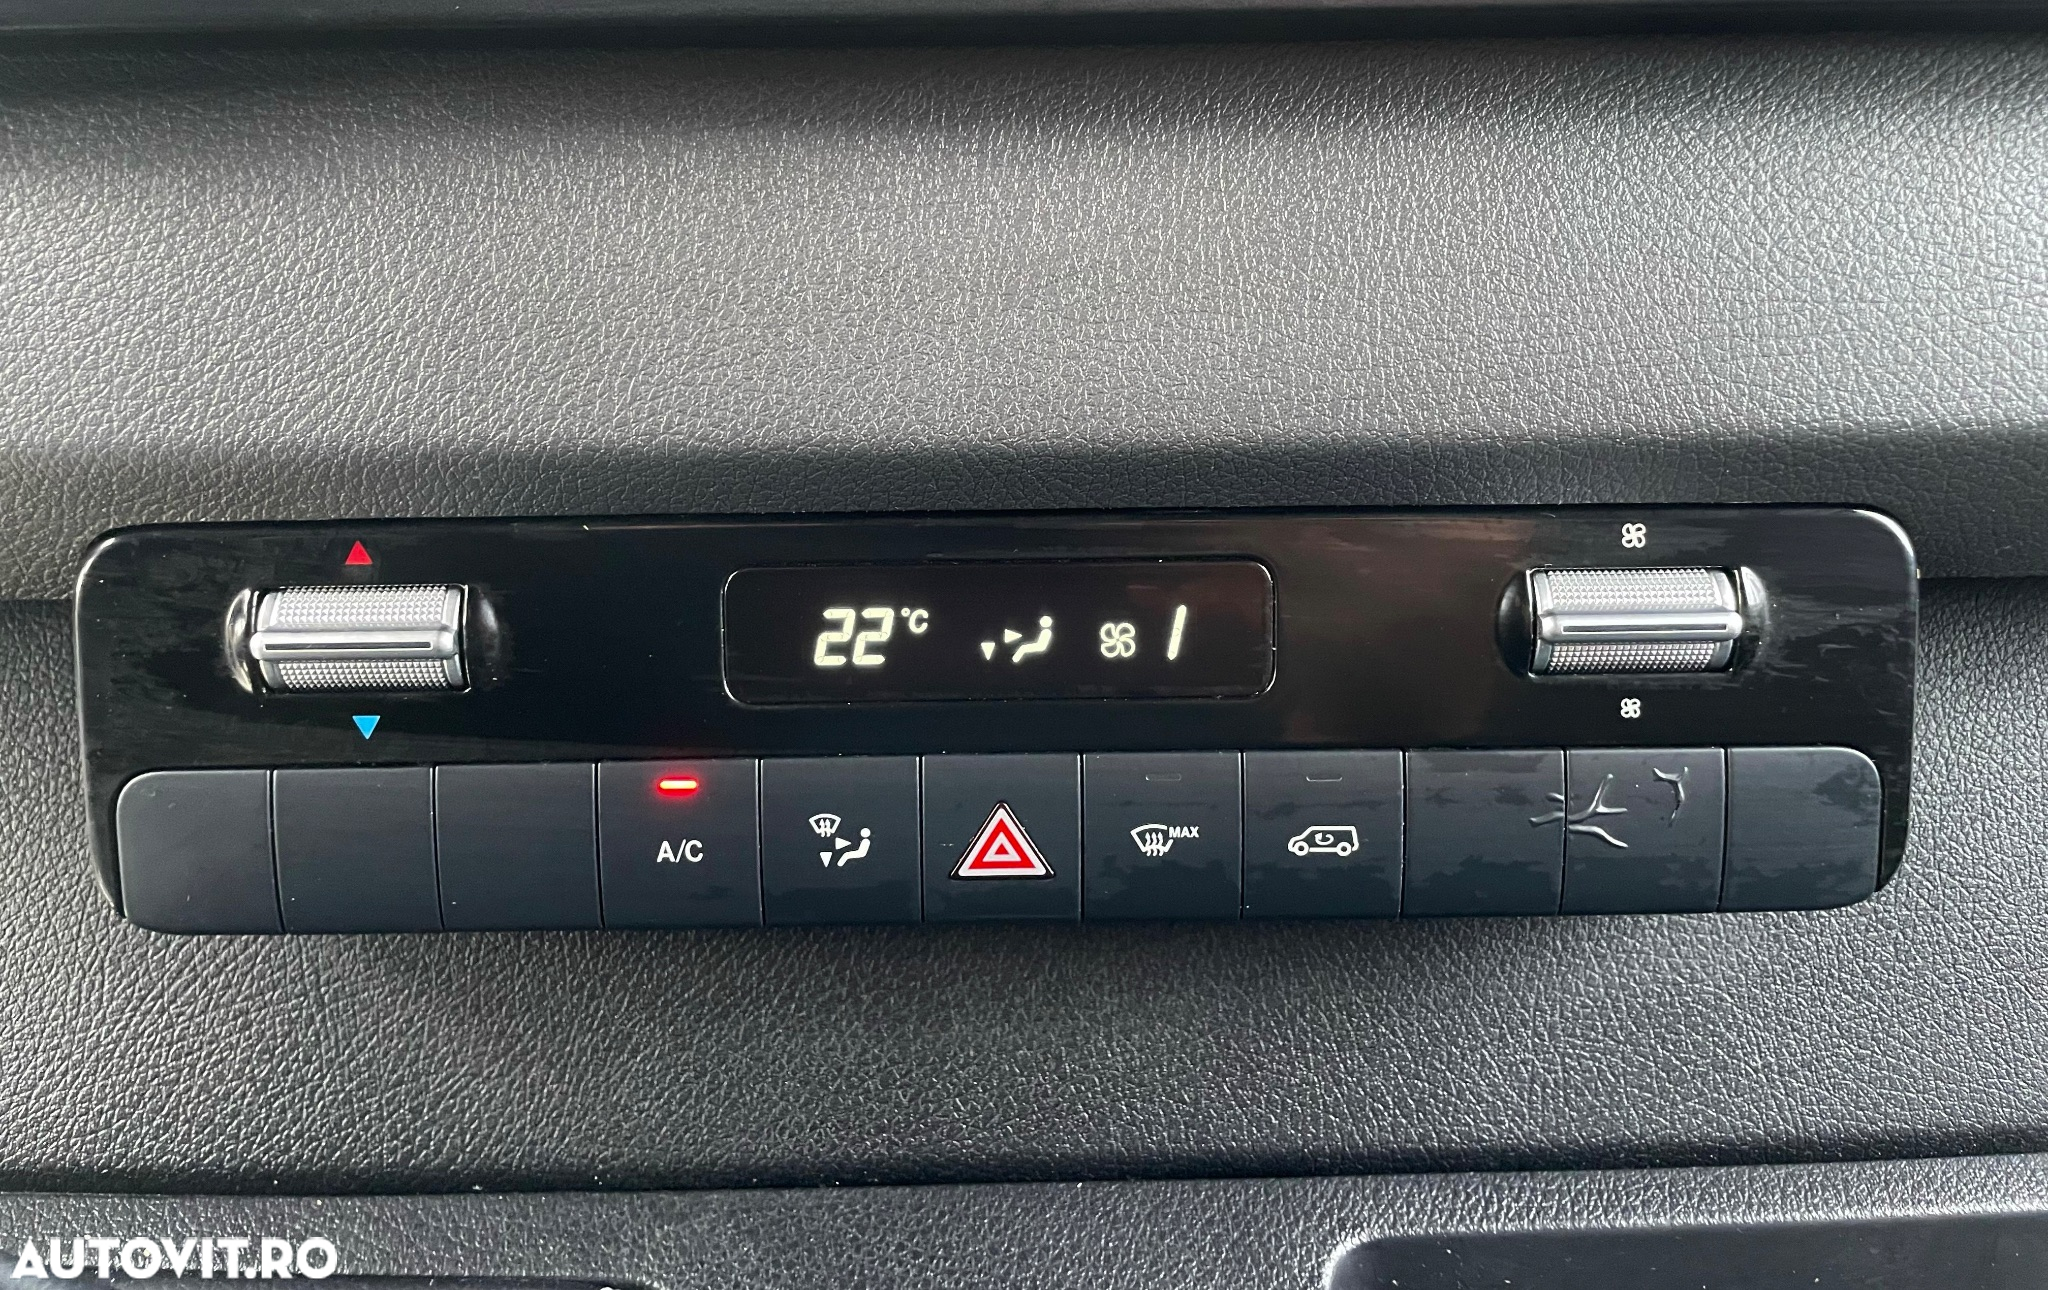 22 °C 1
A/C
MAX
AUTOVIT.RO